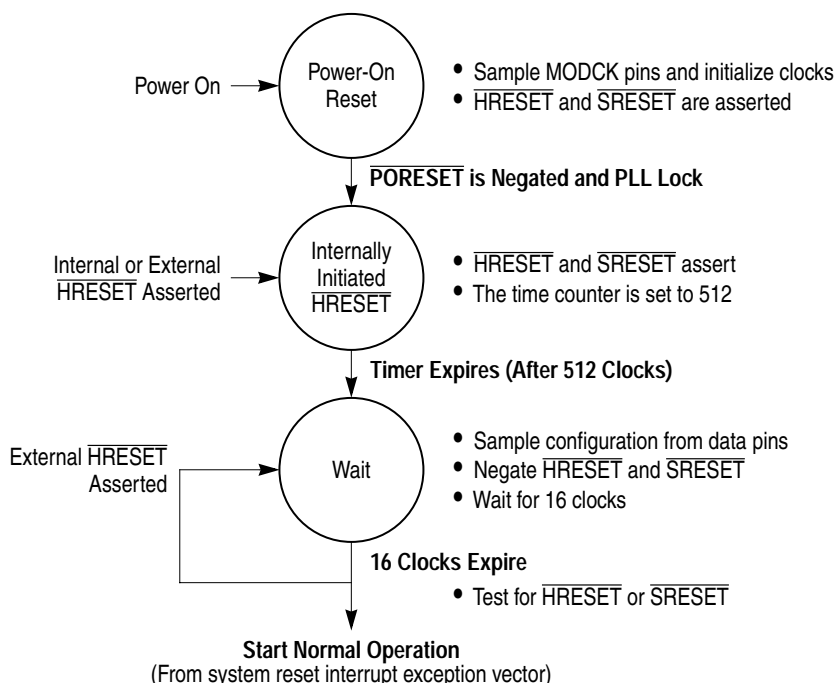 Power On
Power-On
Reset
• Sample MODCK pins and initialize clocks
• HRESET and SRESET are asserted
PORESET is Negated and PLL Lock
Internal or External
HRESET Asserted
Internally
Initiated
HRESET
• HRESET and SRESET assert
• The time counter is set to 512
Timer Expires (After 512 Clocks)
External HRESET
Asserted
Wait
• Sample configuration from data pins
• Negate HRESET and SRESET
• Wait for 16 clocks
16 Clocks Expire
• Test for HRESET or SRESET
Start Normal Operation
(From system reset interrupt exception vector)